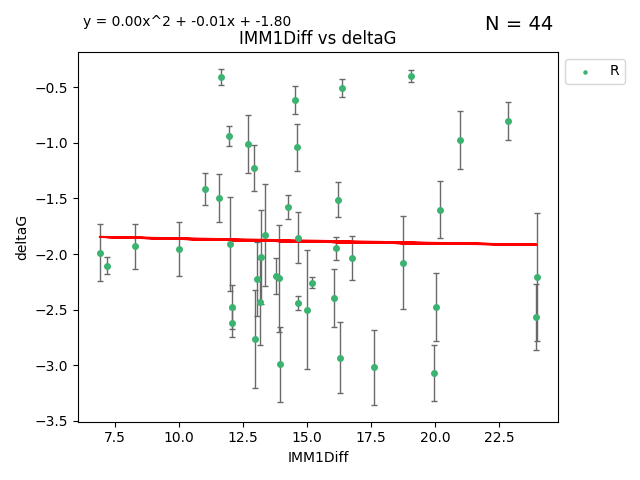 y = 0.00x^2 + -0.01x + -1.80
N = 44
IMM1Diff vs deltaG
R
deltaG
−0.5
−1.0
−1.5
−2.0
−2.5
−3.0
−3.5
7.5 10.0 12.5 15.0 17.5 20.0 22.5
IMM1Diff